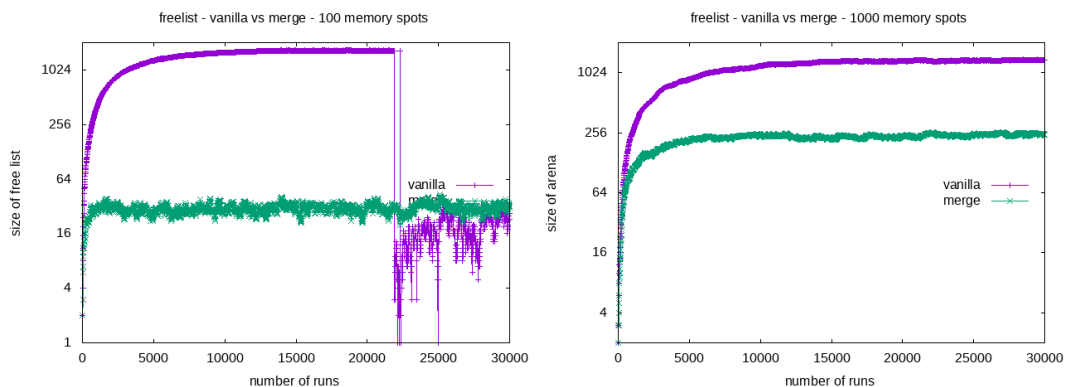 freelist - vanilla vs merge - 100 memory spots
size of free list
1024
256
64
16
4
1
vanilla
0
5000
10000
15000
20000
25000
30000
number of runs
freelist - vanilla vs merge - 1000 memory spots
size of arena
1024
256
64
16
4
vanilla
merge
0
5000
10000
15000
20000
25000
30000
number of runs